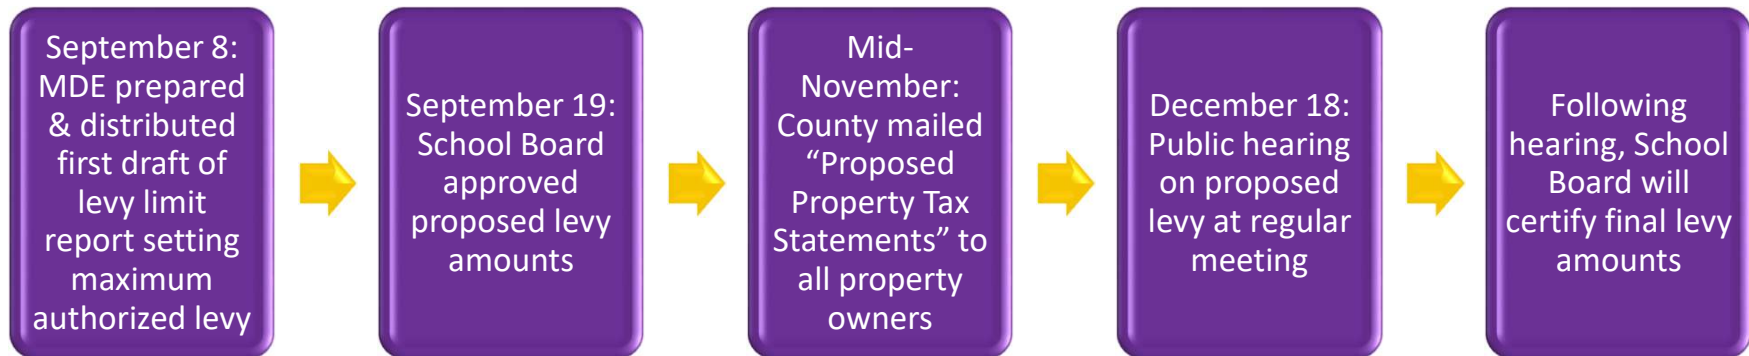 September 8:
MDE prepared
& distributed
first draft of
levy limit
report setting
maximum
authorized levy
September 19:
School Board
approved
proposed levy
amounts
Mid-
November:
County mailed
“Proposed
Property Tax
Statements” to
all property
owners
December 18:
Public hearing
on proposed
levy at regular
meeting
Following
hearing, School
Board will
certify final levy
amounts